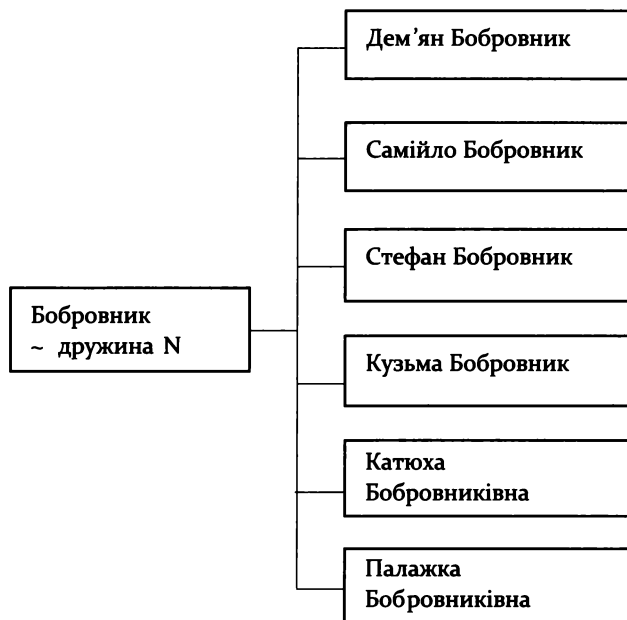 Дем’ян Бобровник
Самійло Бобровник
Стефан Бобровник
Бобровник
~ дружина N
Кузьма Бобровник
Катюха
Бобровниківна
Палажка
Бобровниківна